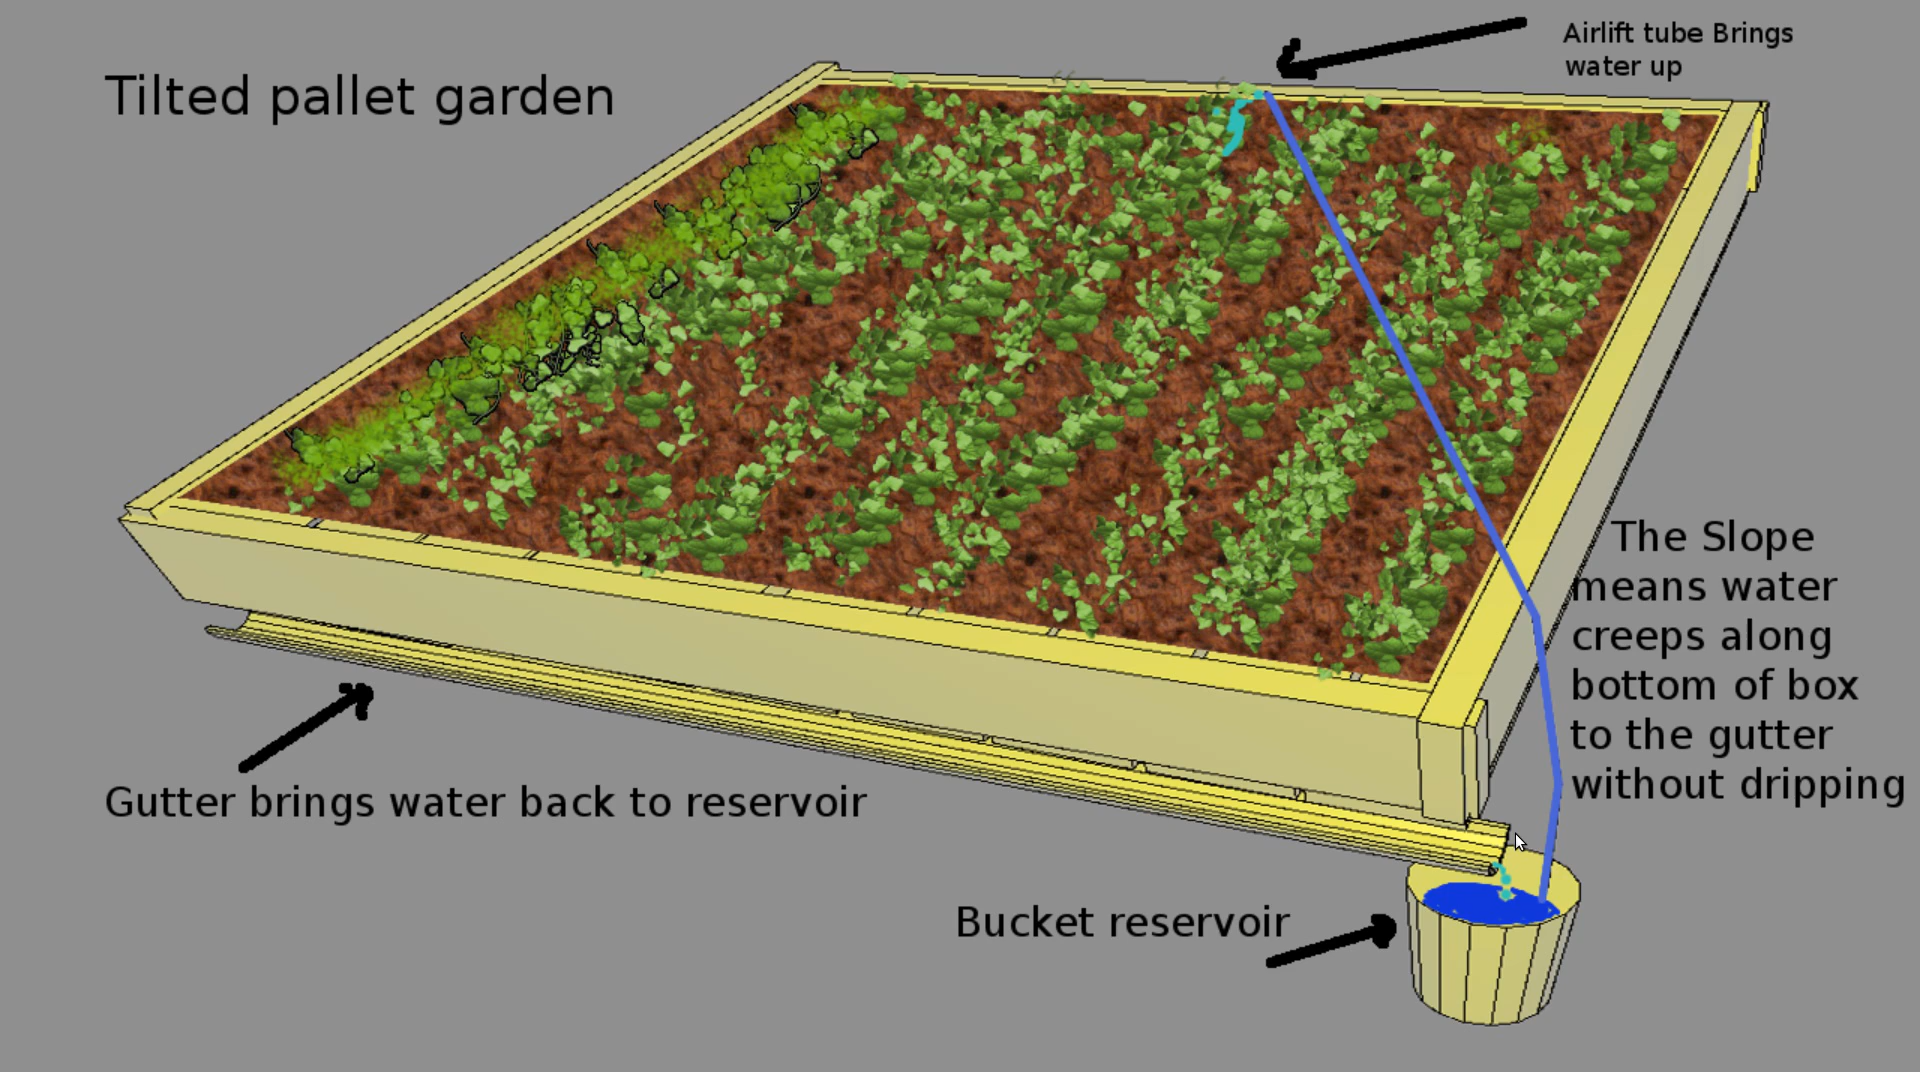 Tilted pallet garden
Airlift tube Brings
water up
The Slope
means water
creeps along
bottom of box
to the gutter
without dripping
Gutter brings water back to reservoir
Bucket reservoir